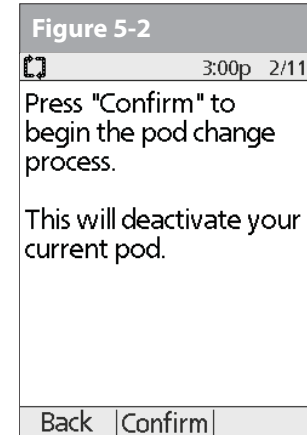 Figure 5-2
3:00p 2/11
Press "Confirm" to
begin the pod change
process.
This will deactivate your
current pod.
Back Confirm